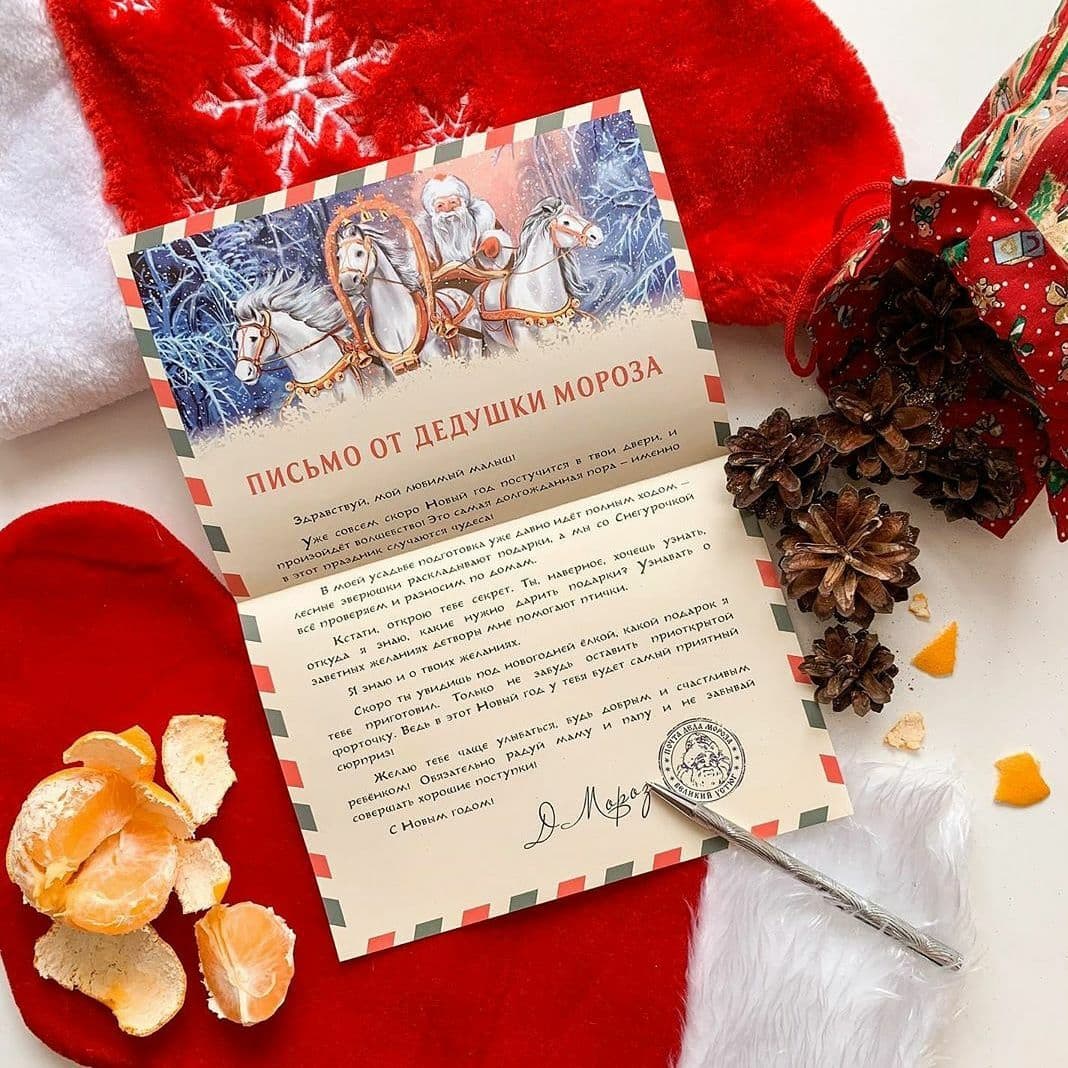 ПИСЬМО ОТ ДЕДУШКИ МОРОЗА
Здравствуй, мой любимый малыш!
Уже совсем скоро Новый год постучится в твои двери, и
произойдёт волшебство! Это самая долгожданная пора – именно
в этот праздник случаются чудеса!
В моей усадьбе подготовка уже давно идёт полным ходом –
лесные зверюшки раскладывают подарки, а мы со Снегурочкой
всё проверяем и разносим по домам.
Кстати, открою тебе секрет. Ты, наверное, хочешь узнать,
откуда я знаю, какие нужно дарить подарки? Узнавать о
заветных желаниях детворы мне помогают птички.
Я знаю и о твоих желаниях.
Скоро ты увидишь под новогодней ёлкой, какой подарок я
тебе приготовил. Только не забудь оставить приоткрытой
форточку. Ведь в этот Новый год у тебя будет самый приятный
сюрприз!
Желаю тебе чаще улыбаться, будь добрым и счастливым
ребёнком! Обязательно радуй маму и папу и не забывай
совершать хорошие поступки!
С Новым годом!
Д Мороз
ПОЧТА ДЕДА МОРОЗА
ВЕЛИКИЙ УСТЮГ